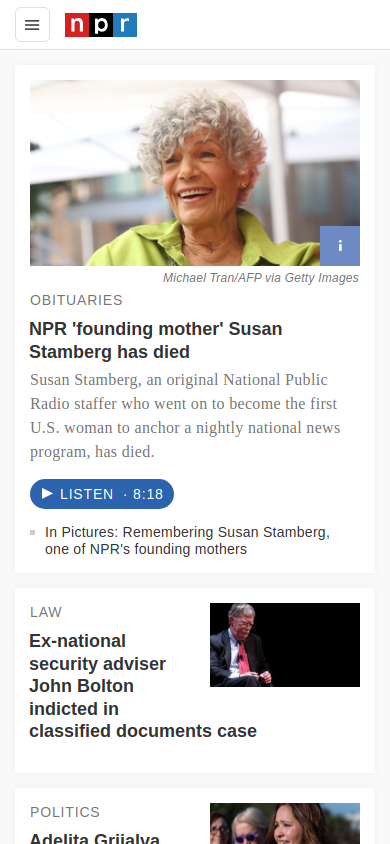 npr
Michael Tran/AFP via Getty Images
OBITUARIES
NPR 'founding mother' Susan
Stamberg has died
Susan Stamberg, an original National Public
Radio staffer who went on to become the first
U.S. woman to anchor a nightly national news
program, has died.
LISTEN · 8:18
In Pictures: Remembering Susan Stamberg,
one of NPR's founding mothers
LAW
Ex-national
security adviser
John Bolton
indicted in
classified documents case
POLITICS
Adelita Grijalva